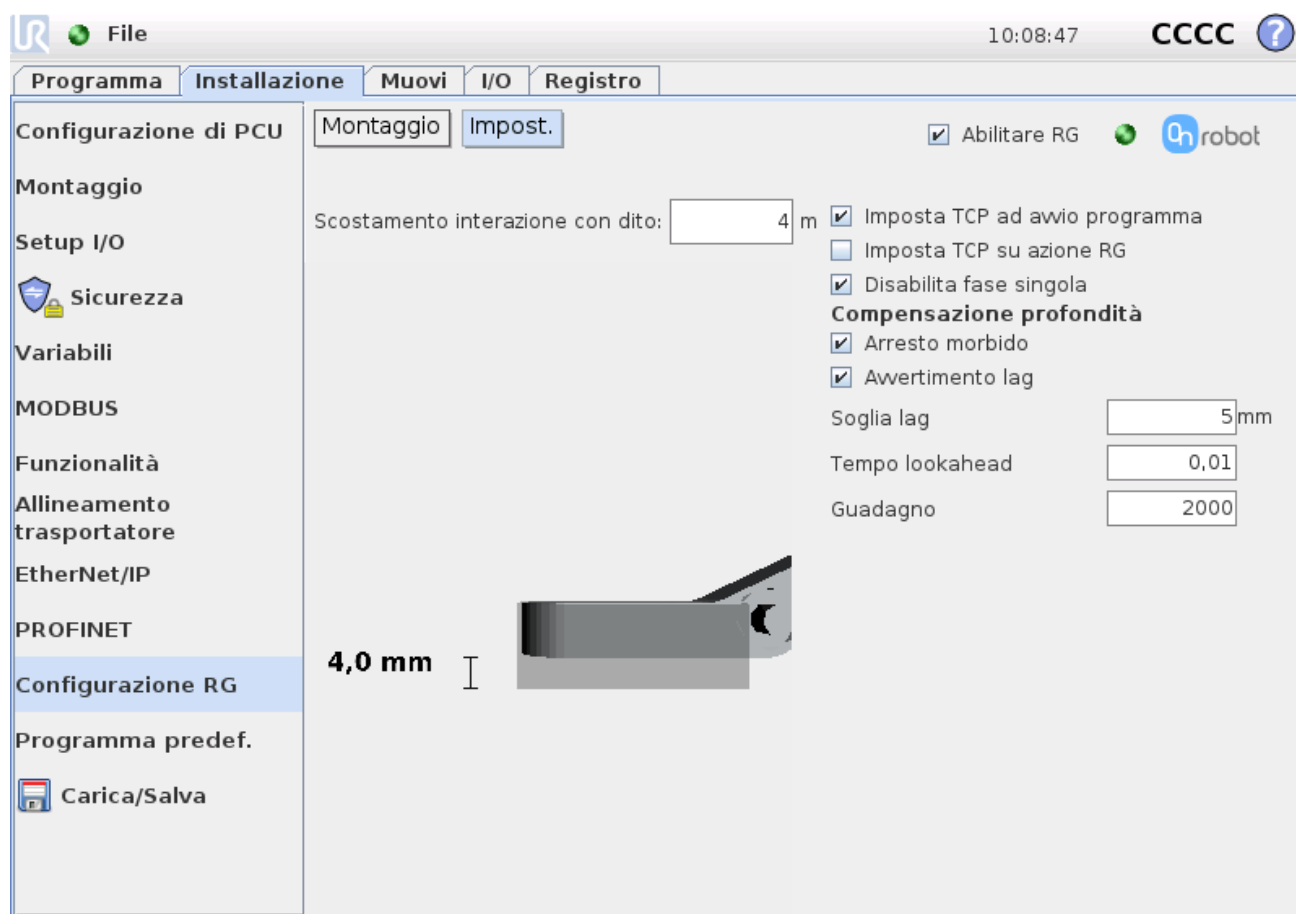 UR File 10:08:47 CCCC ?
Programma Installazione Muovi I/O Registro
Configurazione di PCU
Montaggio
Setup I/O
Sicurezza
Variabili
MODBUS
Funzionalità
Allineamento
trasportatore
EtherNet/IP
PROFINET
Configurazione RG
Programma predef.
Carica/Salva
Montaggio Impost.
Abilitare RG On robot
Scostamento interazione con dito: 4 m
Imposta TCP ad avvio programma
Imposta TCP su azione RG
Disabilita fase singola
Compensazione profondità
Arresto morbido
Avvertimento lag
Soglia lag 5 mm
Tempo lookahead 0,01
Guadagno 2000
4,0 mm